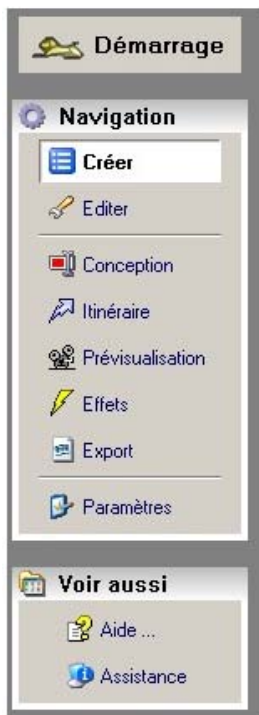 Démarrage
Navigation
Créer
Editer
Conception
Itinéraire
Prévisualisation
Effets
Export
Paramètres
Voir aussi
Aide ...
Assistance